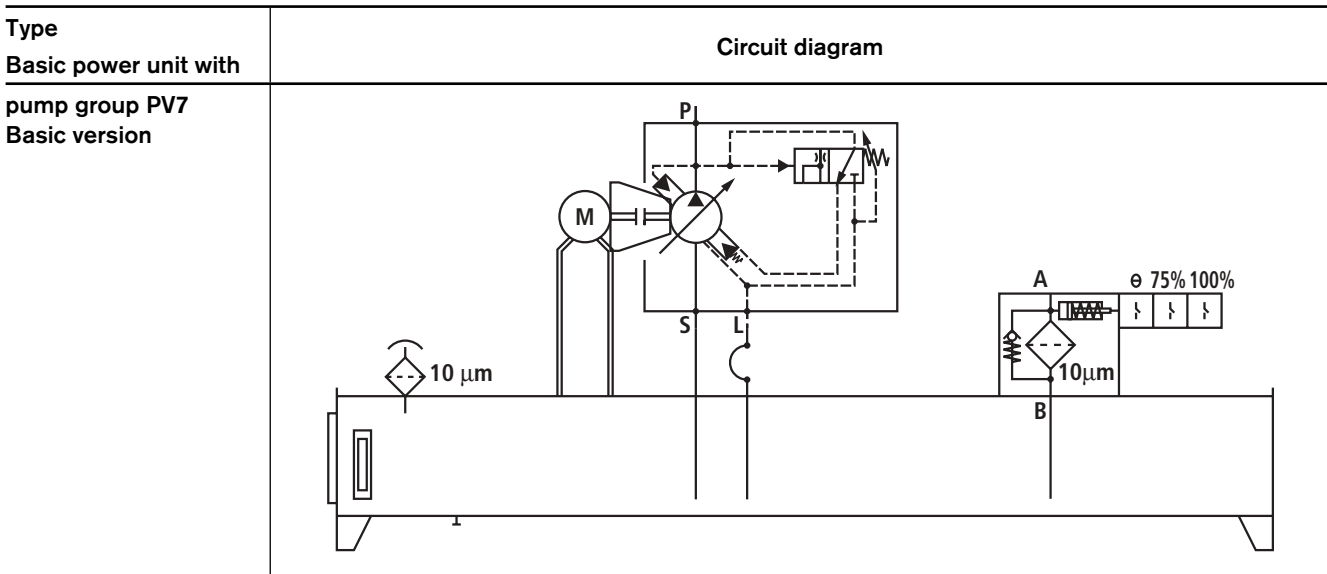 Type
Basic power unit with
Circuit diagram
pump group PV7
Basic version
P
M
S
L
10 μm
A
θ 75% 100%
10μm
B